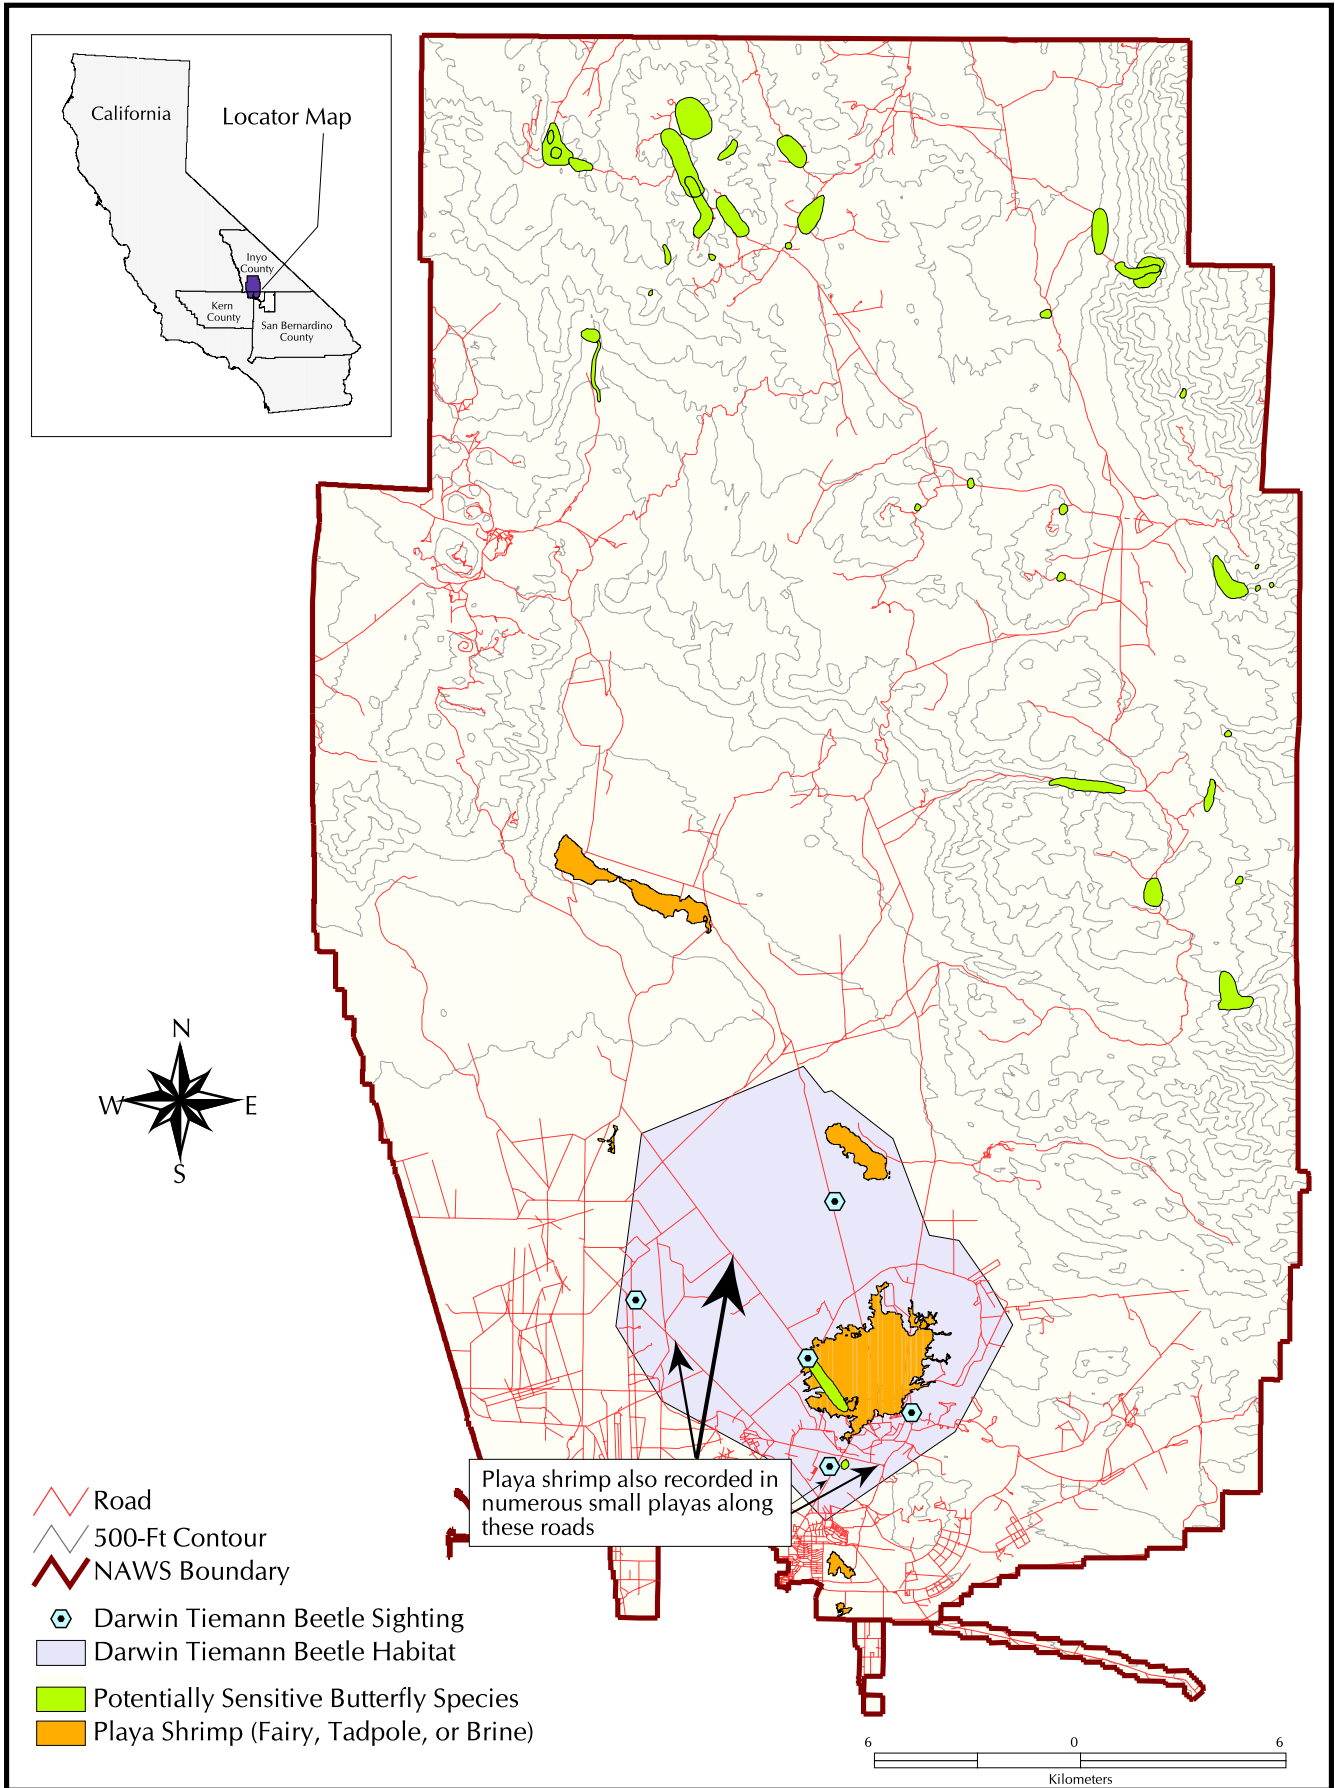 California
Locator Map
Inyo
County
Kern
County
San Bernardino
County
N
W
E
S
Playa shrimp also recorded in
numerous small playas along
these roads
Road
500-Ft Contour
NAWS Boundary
Darwin Tiemann Beetle Sighting
Darwin Tiemann Beetle Habitat
Potentially Sensitive Butterfly Species
Playa Shrimp (Fairy, Tadpole, or Brine)
6 0 6
Kilometers